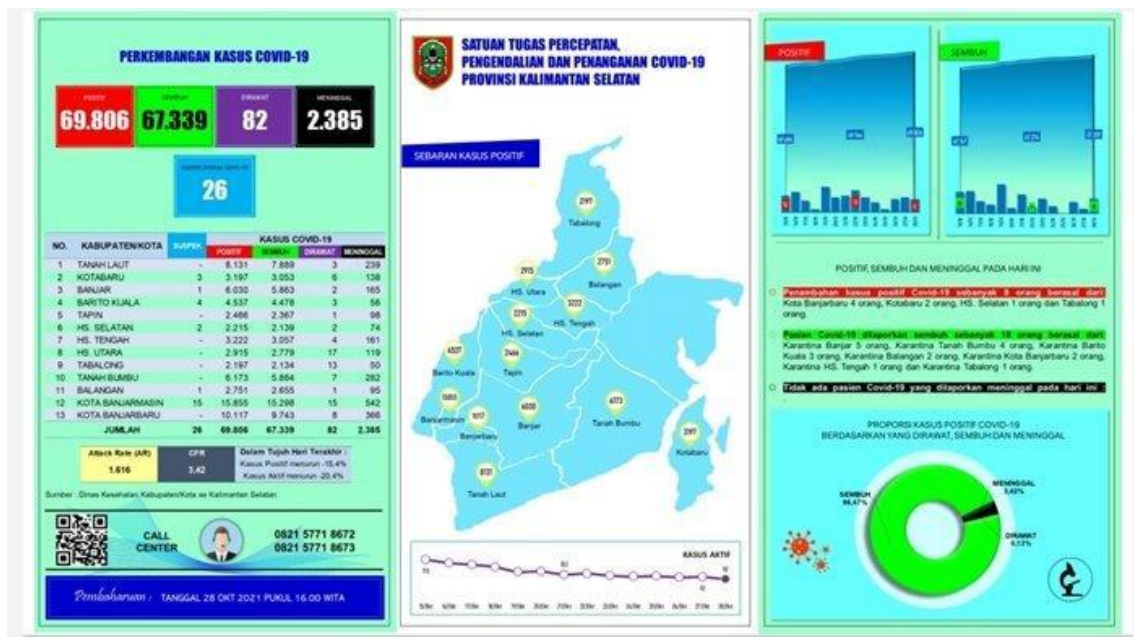 PERKEMBANGAN KASUS COVID-19
POSITIF
SEMBUH
DIRAWAT
MENINGGAL
69.806
67.339
82
2.385
26
NO.
KABUPATEN/KOTA
SUSPEK
KASUS COVID-19
POSITIF
SEMBUH
DIRAWAT
MENINGGAL
1 TANAH LAUT - 8.131 7.889 3 239
2 KOTABARU 3 3.197 3.053 6 138
3 BANJAR 1 6.030 5.863 2 165
4 BARITO KUALA 4 4.537 4.478 3 56
5 TAPIN - 2.466 2.367 1 98
6 HS. SELATAN 2 2.215 2.139 2 74
7 HS. TENGAH - 3.222 3.057 4 161
8 HS. UTARA - 2.915 2.779 17 119
9 TABALONG - 2.197 2.134 13 50
10 TANAH BUMBU - 6.173 5.884 7 282
11 BALANGAN 1 2.751 2.655 1 95
12 KOTA BANJARMASIN 15 15.855 15.298 15 542
13 KOTA BANJARBARU - 10.117 9.743 8 366
JUMLAH 26 69.806 67.339 82 2.385
Attack Rate (AR)
1.616
CFR
3,42
Dalam Tujuh Hari Terakhir :
Kasus Positif menurun -15,4%
Kasus Aktif menurun -20,4%
Sumber : Dinas Kesehatan Kabupaten/Kota se Kalimantan Selatan
CALL
CENTER
0821 5771 8672
0821 5771 8673
Pembaharuan : TANGGAL 28 OKT 2021 PUKUL 16.00 WITA
SATUAN TUGAS PERCEPATAN,
PENGENDALIAN DAN PENANGANAN COVID-19
PROVINSI KALIMANTAN SELATAN
SEBARAN KASUS POSITIF
2197
Tabalong
2915
HS. Utara
2751
Balangan
3222
HS. Tengah
2215
HS. Selatan
2466
Tapin
Barito Kuala
Banjarmasin
Banjarbaru
6030
Banjar
6173
Tanah Bumbu
3197
Kotabaru
8131
Tanah Laut
KASUS AKTIF
POSITIF
SEMBUH
POSITIF, SEMBUH DAN MENINGGAL PADA HARI INI
Penambahan kasus positif Covid-19 sebanyak 8 orang berasal dari:
Kota Banjarbaru 4 orang, Kotabaru 2 orang, HS. Selatan 1 orang dan Tabalong 1
orang.
Pasien Covid-19 dilaporkan sembuh sebanyak 18 orang berasal dari:
Karantina Banjar 5 orang, Karantina Tanah Bumbu 4 orang, Karantina Barito
Kuala 3 orang, Karantina Balangan 2 orang, Karantina Kota Banjarbaru 2 orang,
Karantina HS. Tengah 1 orang dan Karantina Tabalong 1 orang.
Tidak ada pasien Covid-19 yang dilaporkan meninggal pada hari ini :
PROPORSI KASUS POSITIF COVID-19
BERDASARKAN YANG DIRAWAT, SEMBUH DAN MENINGGAL
MENINGGAL
3,42%
SEMBUH
96,47%
DIRAWAT
0,12%